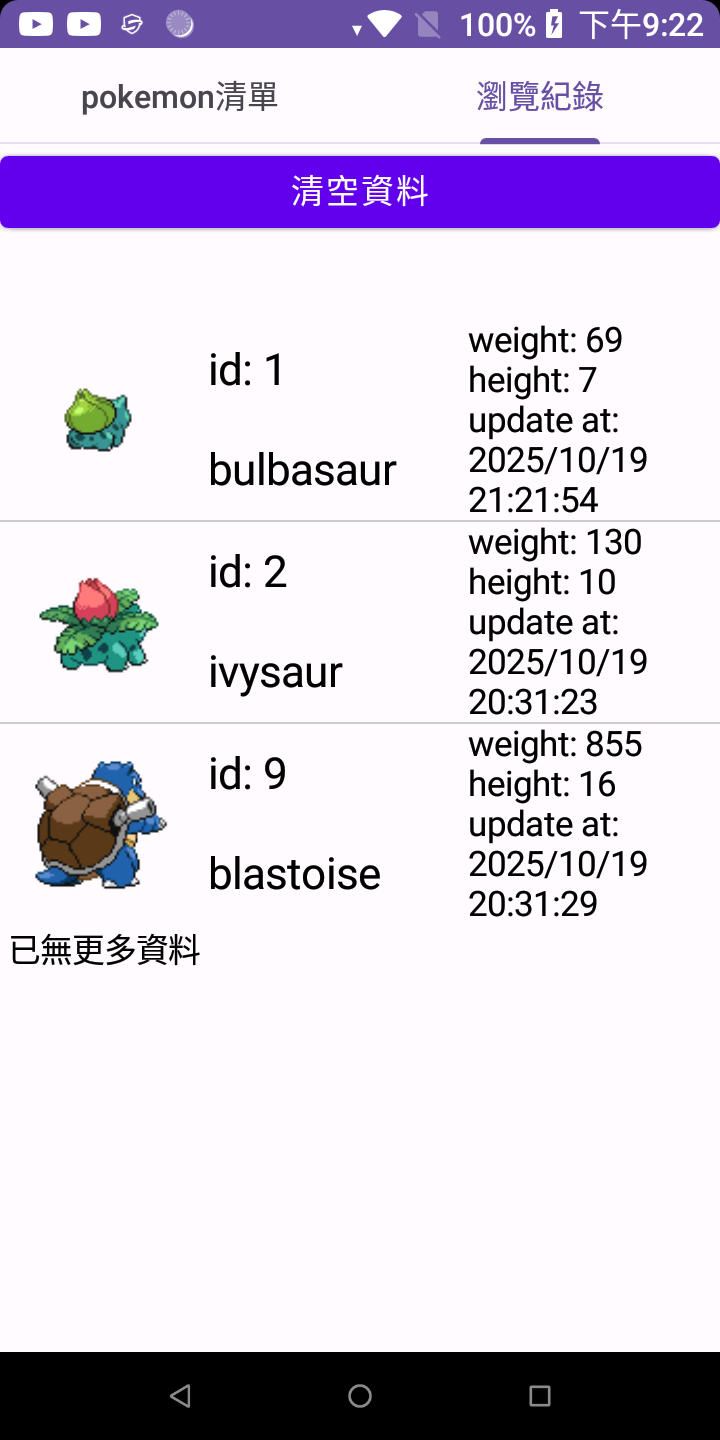 100% 下午9:22
pokemon清單 瀏覽紀錄
清空資料
id: 1
bulbasaur
weight: 69
height: 7
update at:
2025/10/19
21:21:54
id: 2
ivysaur
weight: 130
height: 10
update at:
2025/10/19
20:31:23
id: 9
blastoise
weight: 855
height: 16
update at:
2025/10/19
20:31:29
已無更多資料